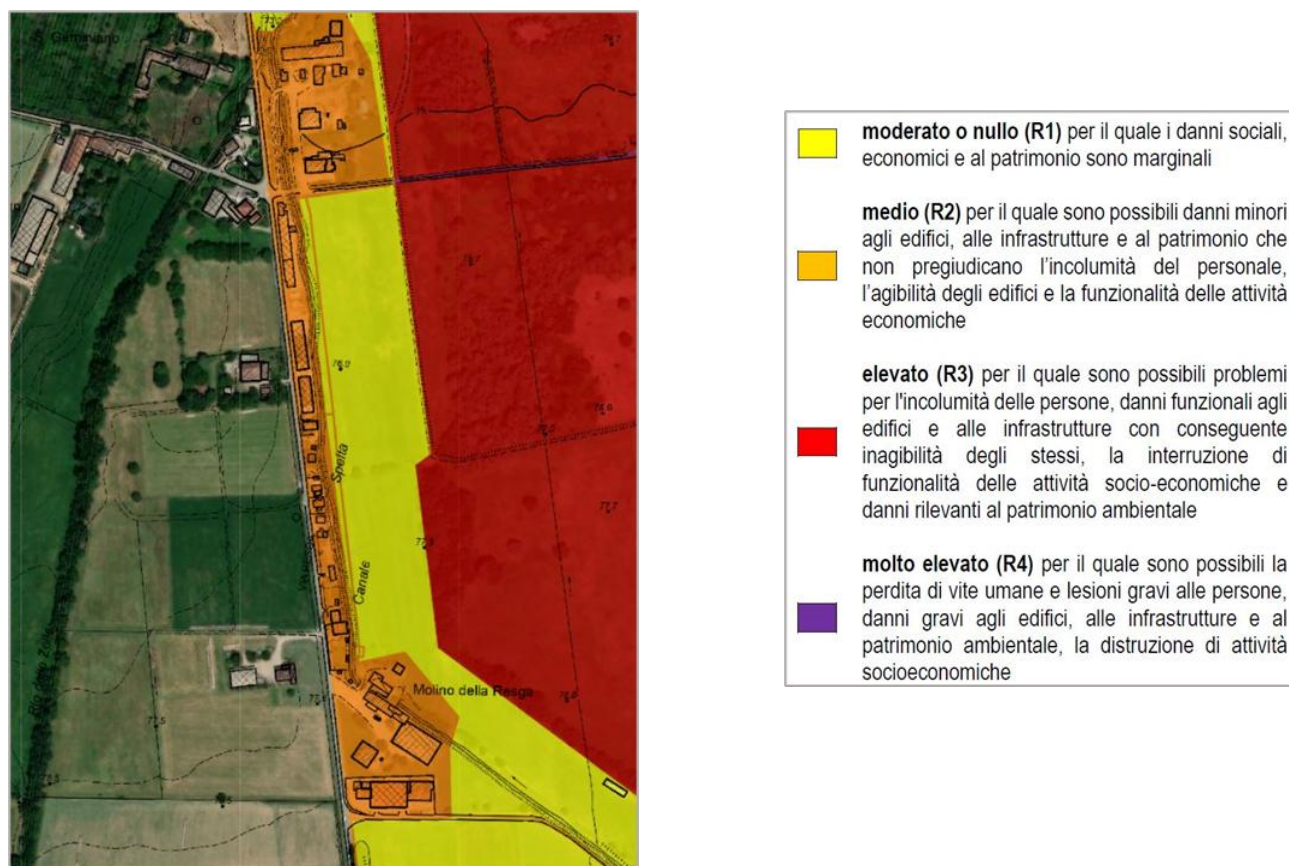 S. Geminiano
Spelta
Canale
Molino della Resga
moderato o nullo (R1) per il quale i danni sociali,
economici e al patrimonio sono marginali
medio (R2) per il quale sono possibili danni minori
agli edifici, alle infrastrutture e al patrimonio che
non pregiudicano l'incolumità del personale,
l'agibilità degli edifici e la funzionalità delle attività
economiche
elevato (R3) per il quale sono possibili problemi
per l'incolumità delle persone, danni funzionali agli
edifici e alle infrastrutture con conseguente
inagibilità degli stessi, la interruzione di
funzionalità delle attività socio-economiche e
danni rilevanti al patrimonio ambientale
molto elevato (R4) per il quale sono possibili la
perdita di vite umane e lesioni gravi alle persone,
danni gravi agli edifici, alle infrastrutture e al
patrimonio ambientale, la distruzione di attività
socioeconomiche